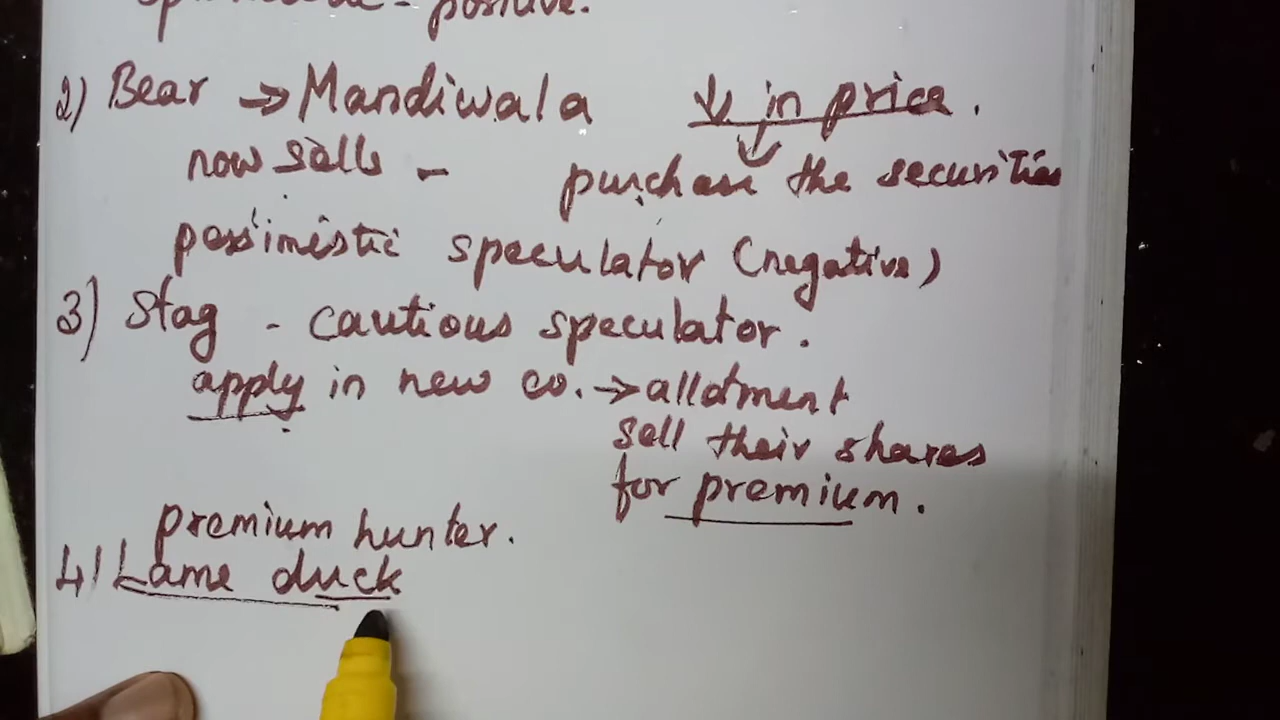 - positive.
2) Bear → Mandiwala ↓ in price.
now sells - purchase the securities
pessimistic speculator (negative)
3) Stag - cautious speculator.
apply in new co. → allotment
sell their shares
for premium.
premium hunter.
4) Lame duck